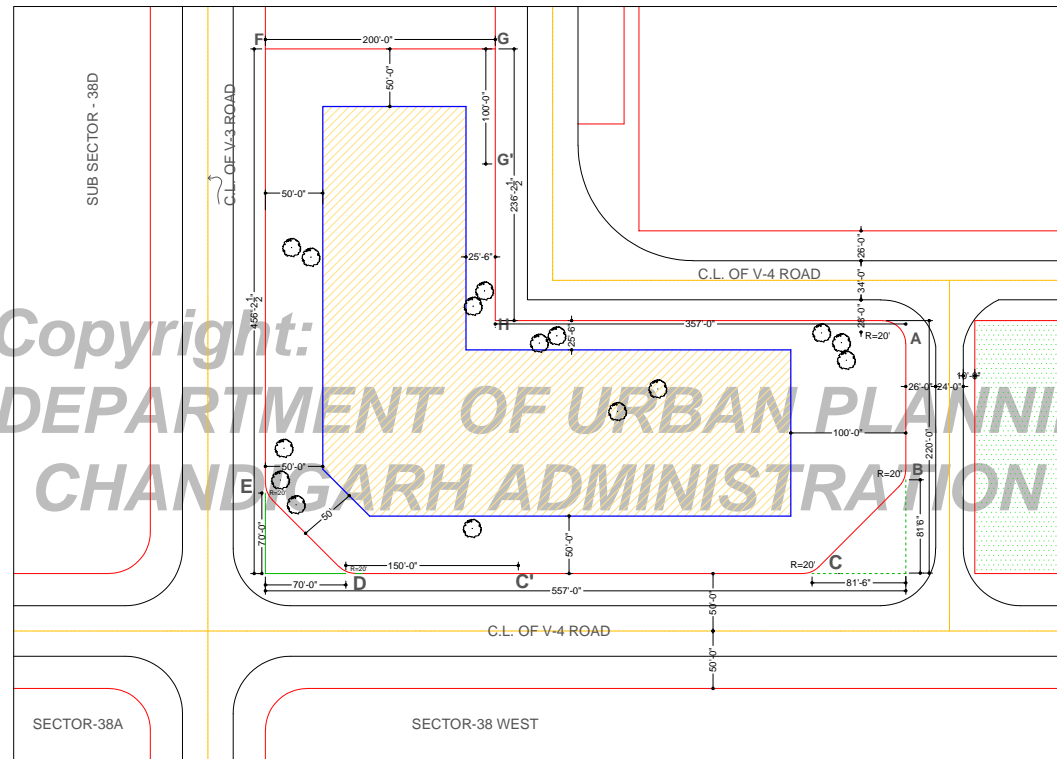 F
200'-0"
G
50'-0"
100'-0"
SUB SECTOR - 38D
C.L. OF V-3 ROAD
G'
236'-2½"
50'-0"
456'-2½"
25'-6"
26'-0"
C.L. OF V-4 ROAD
34'-0"
28'-0"
H
357'-0"
R=20'
A
25'-6"
Copyright:
26'-0"
24'-0"
DEPARTMENT OF URBAN PLANNI
100'-0"
220'-0"
50'-0"
R=20'
B
CHANDIGARH ADMINISTRATION
E
R=20'
50'
70'-0"
50'-0"
81'6"
R=20'
150'-0"
R=20'
C
70'-0"
D
C'
81'-6"
557'-0"
50'-0"
C.L. OF V-4 ROAD
50'-0"
SECTOR-38A
SECTOR-38 WEST